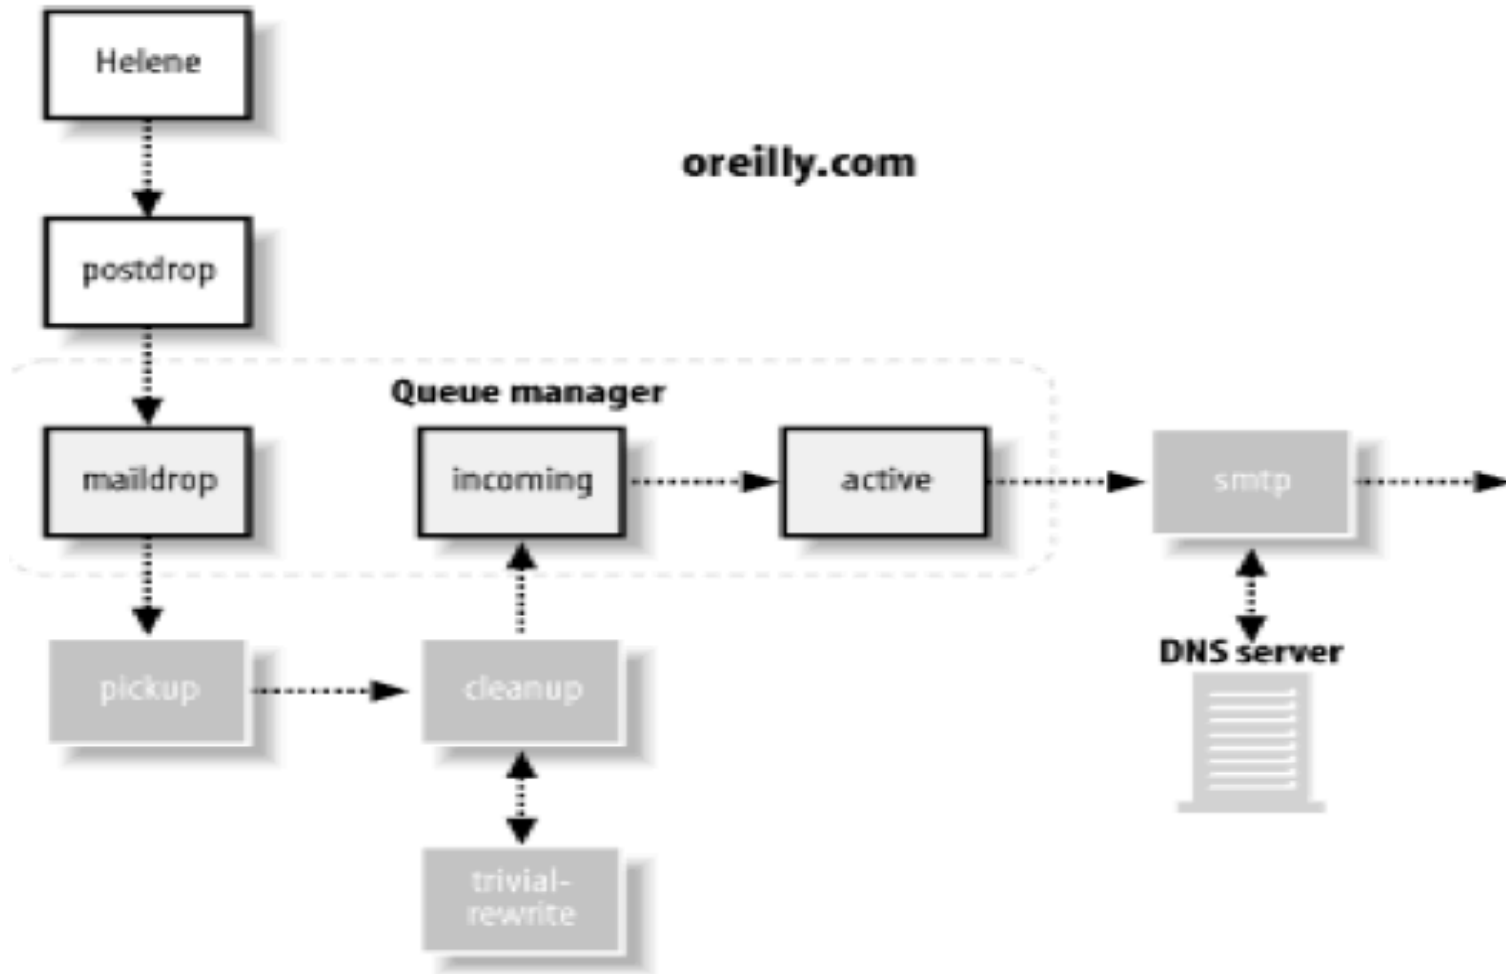 Helene
oreilly.com
postdrop
Queue manager
maildrop
incoming
active
smtp
pickup
cleanup
DNS server
trivial-
rewrite